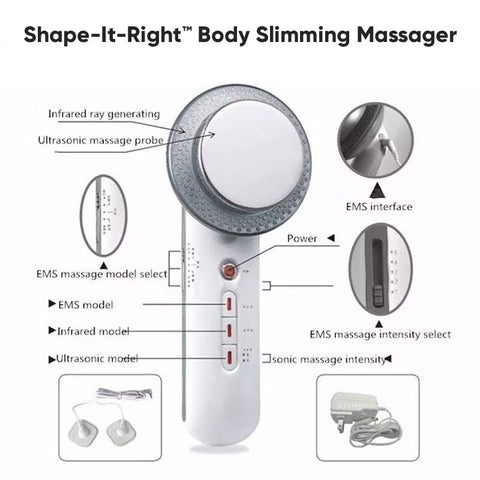 Shape-It-Right™ Body Slimming Massager
Infrared ray generating
Ultrasonic massage probe
EMS interface
Power
EMS massage model select
EMS model
Infrared model
Ultrasonic model
EMS massage intensity select
sonic massage intensity